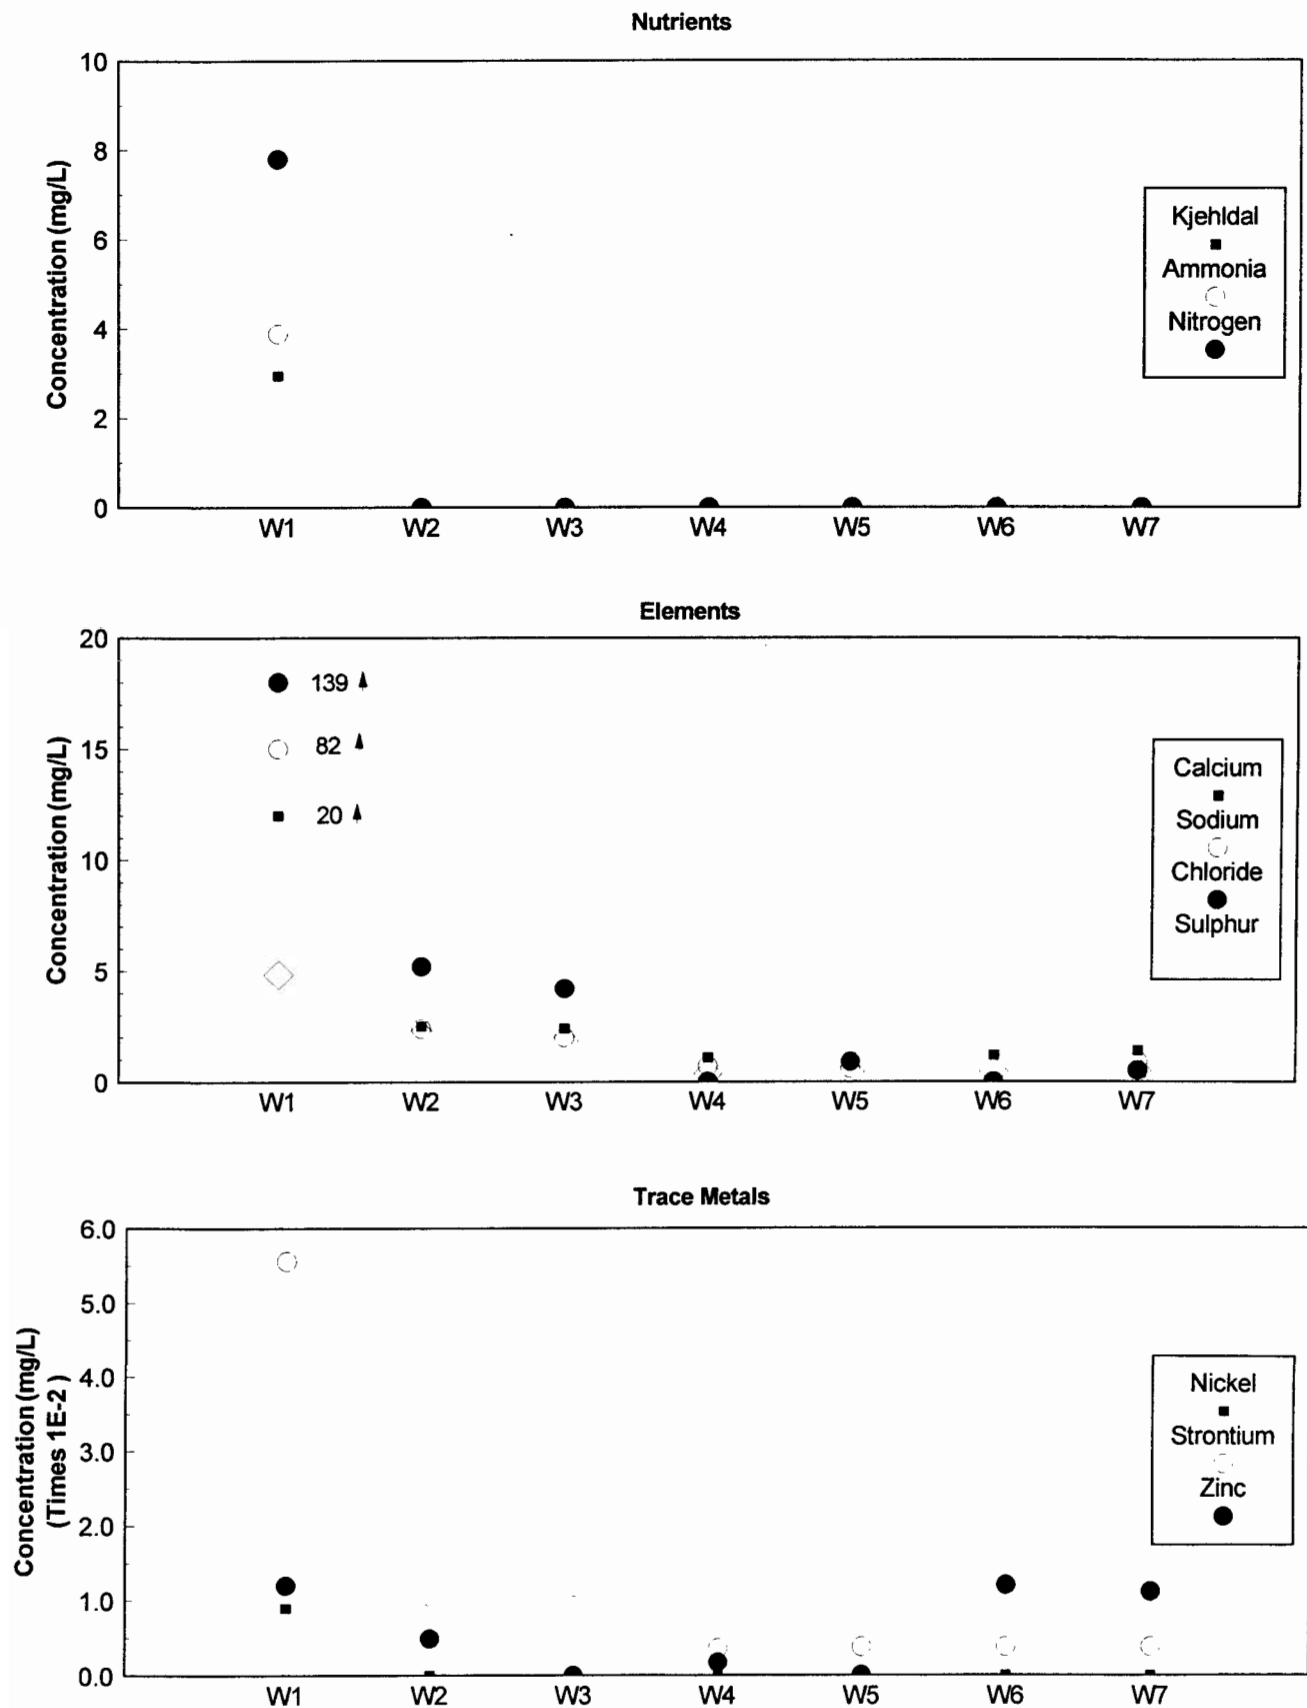 Nutrients
10
8
6
4
2
0
Concentration (mg/L)
W1 W2 W3 W4 W5 W6 W7
Kjehldal
Ammonia
Nitrogen
Elements
20
15
10
5
0
Concentration (mg/L)
139
82
20
W1 W2 W3 W4 W5 W6 W7
Calcium
Sodium
Chloride
Sulphur
Trace Metals
6.0
5.0
4.0
3.0
2.0
1.0
0.0
Concentration (mg/L)
(Times 1E-2 )
W1 W2 W3 W4 W5 W6 W7
Nickel
Strontium
Zinc